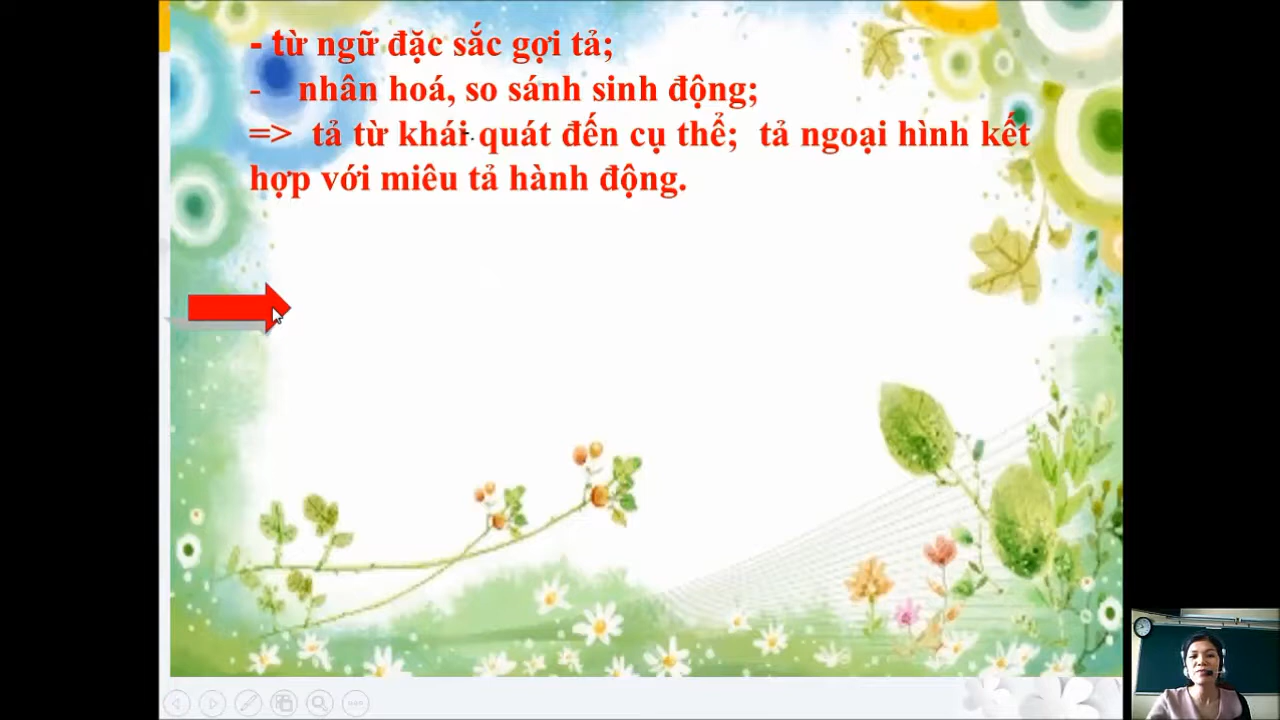 - từ ngữ đặc sắc gợi tả;
- nhân hoá, so sánh sinh động;
=> tả từ khái quát đến cụ thể; tả ngoại hình kết
hợp với miêu tả hành động.